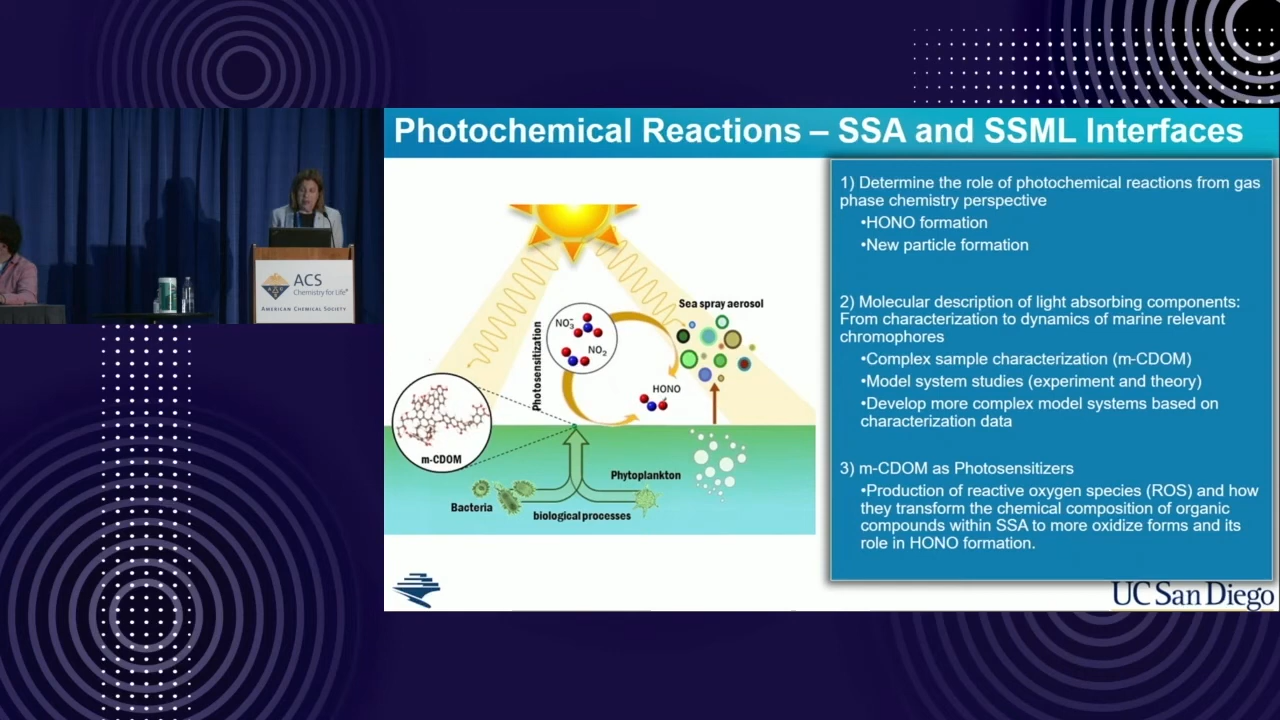 Photochemical Reactions – SSA and SSML Interfaces
1) Determine the role of photochemical reactions from gas
phase chemistry perspective
•HONO formation
•New particle formation
2) Molecular description of light absorbing components:
From characterization to dynamics of marine relevant
chromophores
•Complex sample characterization (m-CDOM)
•Model system studies (experiment and theory)
•Develop more complex model systems based on
characterization data
3) m-CDOM as Photosensitizers
•Production of reactive oxygen species (ROS) and how
they transform the chemical composition of organic
compounds within SSA to more oxidize forms and its
role in HONO formation.
Sea spray aerosol
Photosensitization
NO₃⁻
NO₂
HONO
m-CDOM
Phytoplankton
Bacteria
biological processes
UC San Diego
ACS
Chemistry for Life®
AMERICAN CHEMICAL SOCIETY